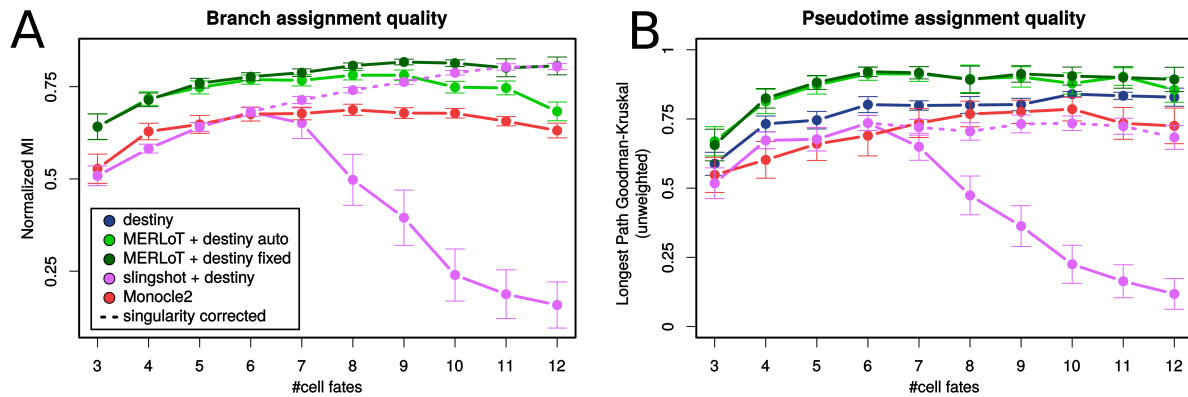 A
Branch assignment quality
Normalized MI
0.75
0.5
0.25
destiny
MERLoT + destiny auto
MERLoT + destiny fixed
slingshot + destiny
Monocle2
singularity corrected
3 4 5 6 7 8 9 10 11 12
#cell fates
B
Pseudotime assignment quality
Longest Path Goodman-Kruskal
(unweighted)
1
0.75
0.5
0.25
0
3 4 5 6 7 8 9 10 11 12
#cell fates